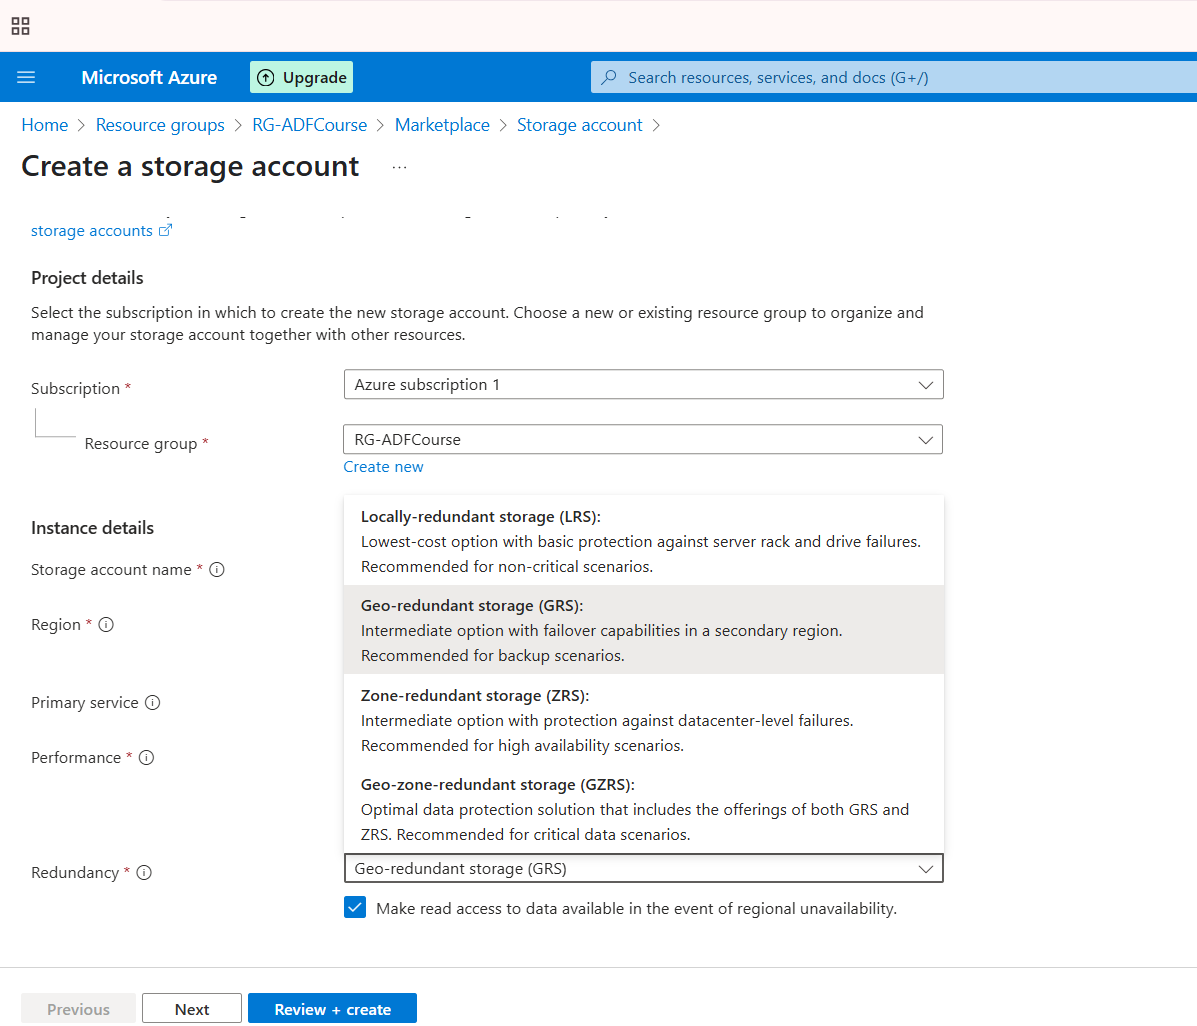 Microsoft Azure
Upgrade
Search resources, services, and docs (G+/)
Home > Resource groups > RG-ADFCourse > Marketplace > Storage account >
Create a storage account ...
storage accounts
Project details
Select the subscription in which to create the new storage account. Choose a new or existing resource group to organize and
manage your storage account together with other resources.
Subscription *
Azure subscription 1
Resource group *
RG-ADFCourse
Create new
Instance details
Storage account name *
Region *
Primary service
Performance *
Locally-redundant storage (LRS):
Lowest-cost option with basic protection against server rack and drive failures.
Recommended for non-critical scenarios.
Geo-redundant storage (GRS):
Intermediate option with failover capabilities in a secondary region.
Recommended for backup scenarios.
Zone-redundant storage (ZRS):
Intermediate option with protection against datacenter-level failures.
Recommended for high availability scenarios.
Geo-zone-redundant storage (GZRS):
Optimal data protection solution that includes the offerings of both GRS and
ZRS. Recommended for critical data scenarios.
Redundancy *
Geo-redundant storage (GRS)
Make read access to data available in the event of regional unavailability.
Previous
Next
Review + create